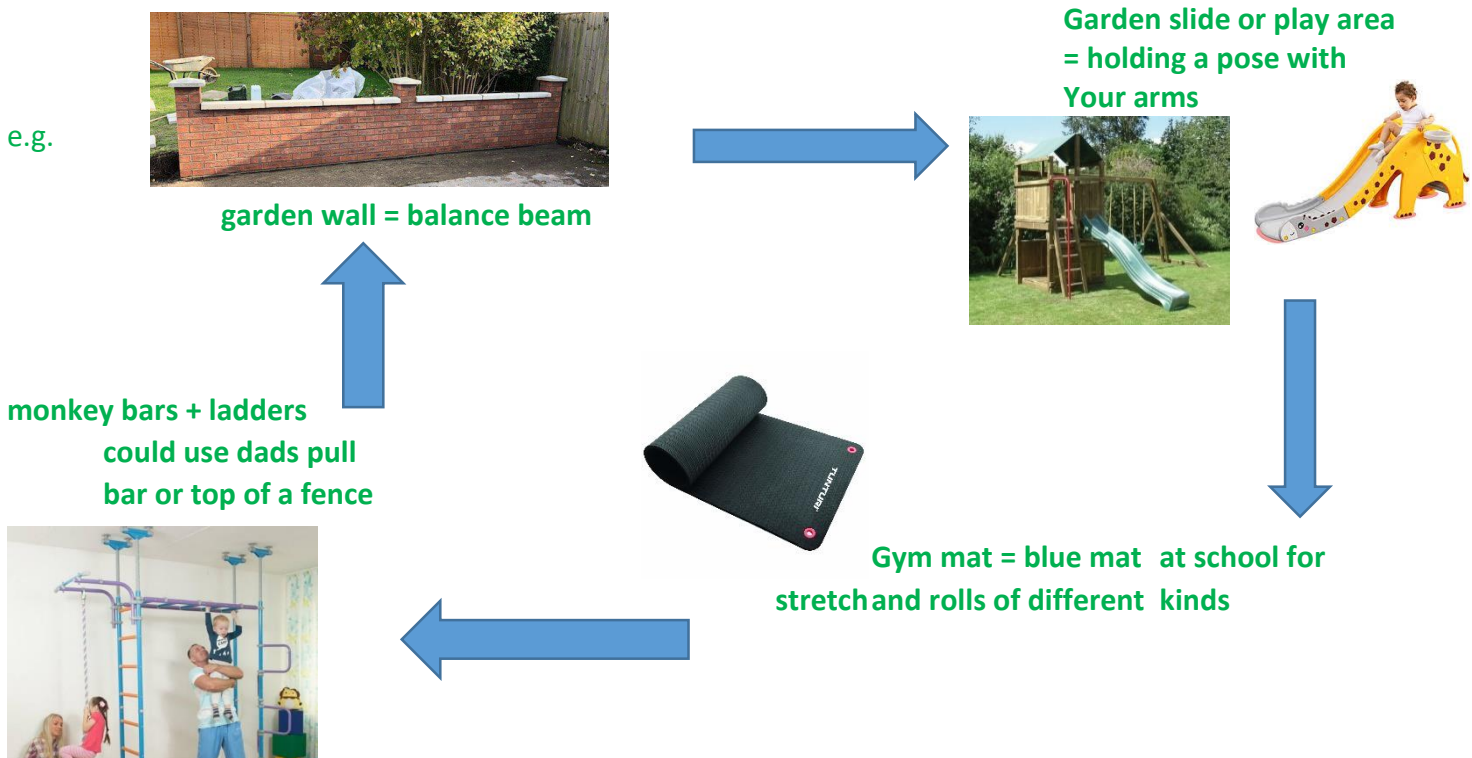 Garden slide or play area
= holding a pose with
Your arms
e.g.
garden wall = balance beam
monkey bars + ladders
could use dads pull
bar or top of a fence
TUNTURI
Gym mat = blue mat at school for
stretch and rolls of different kinds